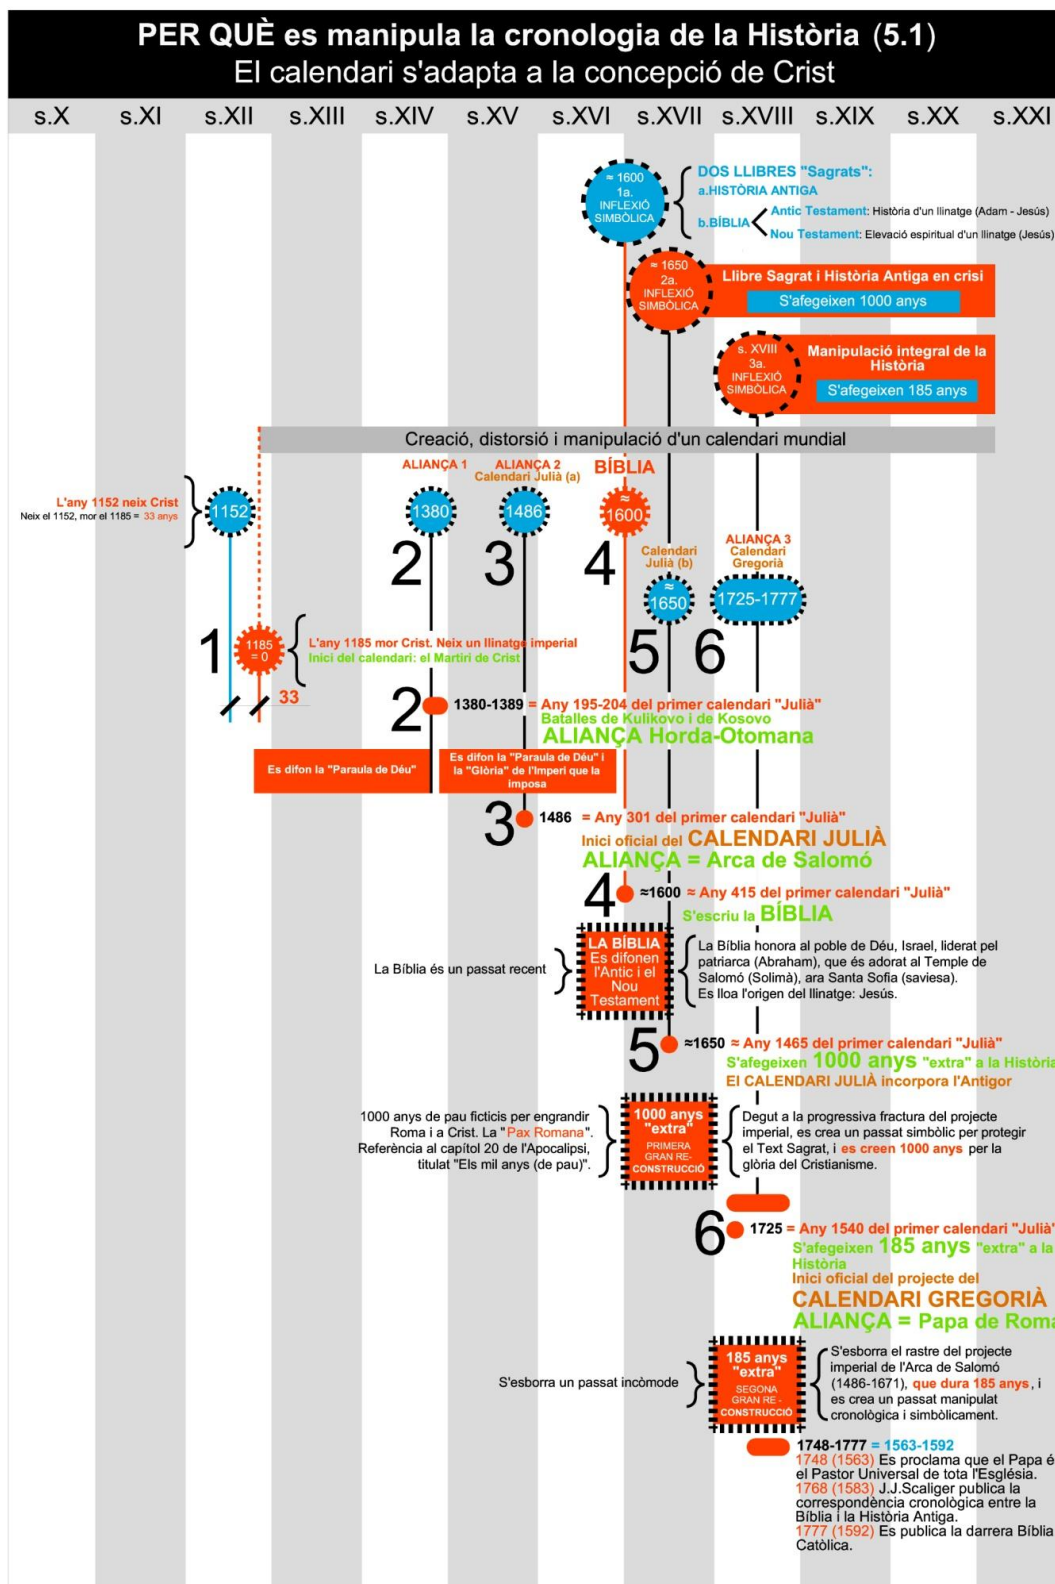 PER QUÈ es manipula la cronologia de la Història (5.1)
El calendari s'adapta a la concepció de Crist
s.X s.XI s.XII s.XIII s.XIV s.XV s.XVI s.XVII s.XVIII s.XIX s.XX s.XXI
≈ 1600
1a.
INFLEXIÓ
SIMBÒLICA
DOS LLIBRES "Sagrats":
a.HISTÒRIA ANTIGA
b.BÍBLIA
Antic Testament: Història d'un llinatge (Adam - Jesús)
Nou Testament: Elevació espiritual d'un llinatge (Jesús)
≈ 1650
2a.
INFLEXIÓ
SIMBÒLICA
Llibre Sagrat i Història Antiga en crisi
S'afegeixen 1000 anys
s. XVIII
3a.
INFLEXIÓ
SIMBÒLICA
Manipulació integral de la
Història
S'afegeixen 185 anys
Creació, distorsió i manipulació d'un calendari mundial
L'any 1152 neix Crist
Neix el 1152, mor el 1185 = 33 anys
1152
ALIANÇA 1
1380
2
ALIANÇA 2
Calendari Julià (a)
1486
3
BÍBLIA
≈
1600
4
Calendari
Julià (b)
≈
1650
5
ALIANÇA 3
Calendari
Gregorià
1725-1777
6
1
1185
= 0
L'any 1185 mor Crist. Neix un llinatge imperial
Inici del calendari: el Martiri de Crist
33
2
1380-1389 = Any 195-204 del primer calendari "Julià"
Batalles de Kulikovo i de Kosovo
ALIANÇA Horda-Otomana
Es difon la "Paraula de Déu"
Es difon la "Paraula de Déu" i
la "Glòria" de l'Imperi que la
imposa
3
1486 = Any 301 del primer calendari "Julià"
Inici oficial del CALENDARI JULIÀ
ALIANÇA = Arca de Salomó
4
≈1600 ≈ Any 415 del primer calendari "Julià"
S'escriu la BÍBLIA
La Bíblia és un passat recent
LA BÍBLIA
Es difonen
l'Antic i el
Nou
Testament
La Bíblia honora al poble de Déu, Israel, liderat pel
patriarca (Abraham), que és adorat al Temple de
Salomó (Solimà), ara Santa Sofia (saviesa).
Es lloa l'origen del llinatge: Jesús.
5
≈1650 ≈ Any 1465 del primer calendari "Julià"
S'afegeixen 1000 anys "extra" a la Història
El CALENDARI JULIÀ incorpora l'Antigor
1000 anys de pau ficticis per engrandir
Roma i a Crist. La "Pax Romana".
Referència al capítol 20 de l'Apocalipsi,
titulat "Els mil anys (de pau)".
1000 anys
"extra"
PRIMERA
GRAN RE-
CONSTRUCCIÓ
Degut a la progressiva fractura del projecte
imperial, es crea un passat simbòlic per protegir
el Text Sagrat, i es creen 1000 anys per la
glòria del Cristianisme.
6
1725 = Any 1540 del primer calendari "Julià"
S'afegeixen 185 anys "extra" a la
Història
Inici oficial del projecte del
CALENDARI GREGORIÀ
ALIANÇA = Papa de Roma
S'esborra un passat incòmode
185 anys
"extra"
SEGONA
GRAN RE -
CONSTRUCCIÓ
S'esborra el rastre del projecte
imperial de l'Arca de Salomó
(1486-1671), que dura 185 anys, i
es crea un passat manipulat
cronològica i simbòlicament.
1748-1777 = 1563-1592
1748 (1563) Es proclama que el Papa é
el Pastor Universal de tota l'Església.
1768 (1583) J.J.Scaliger publica la
correspondència cronològica entre la
Bíblia i la Història Antiga.
1777 (1592) Es publica la darrera Bíblia
Catòlica.